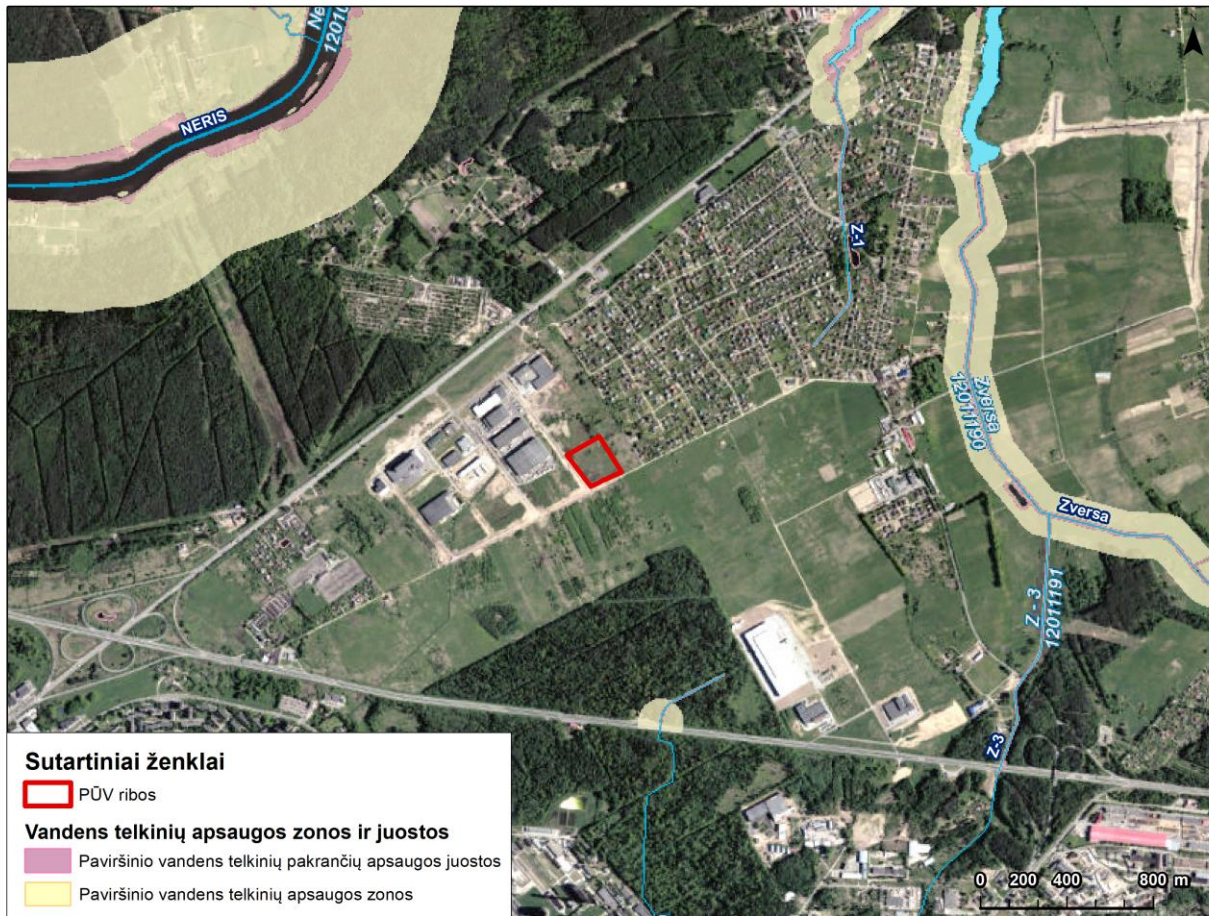 Ne
12010
NERIS
Z-1
Zversa
12011190
Zversa
Z - 3
12011191
Z-3
Sutartiniai ženklai
PŪV ribos
Vandens telkinių apsaugos zonos ir juostos
Paviršinio vandens telkinių pakrančių apsaugos juostos
Paviršinio vandens telkinių apsaugos zonos
0 200 400 800 m